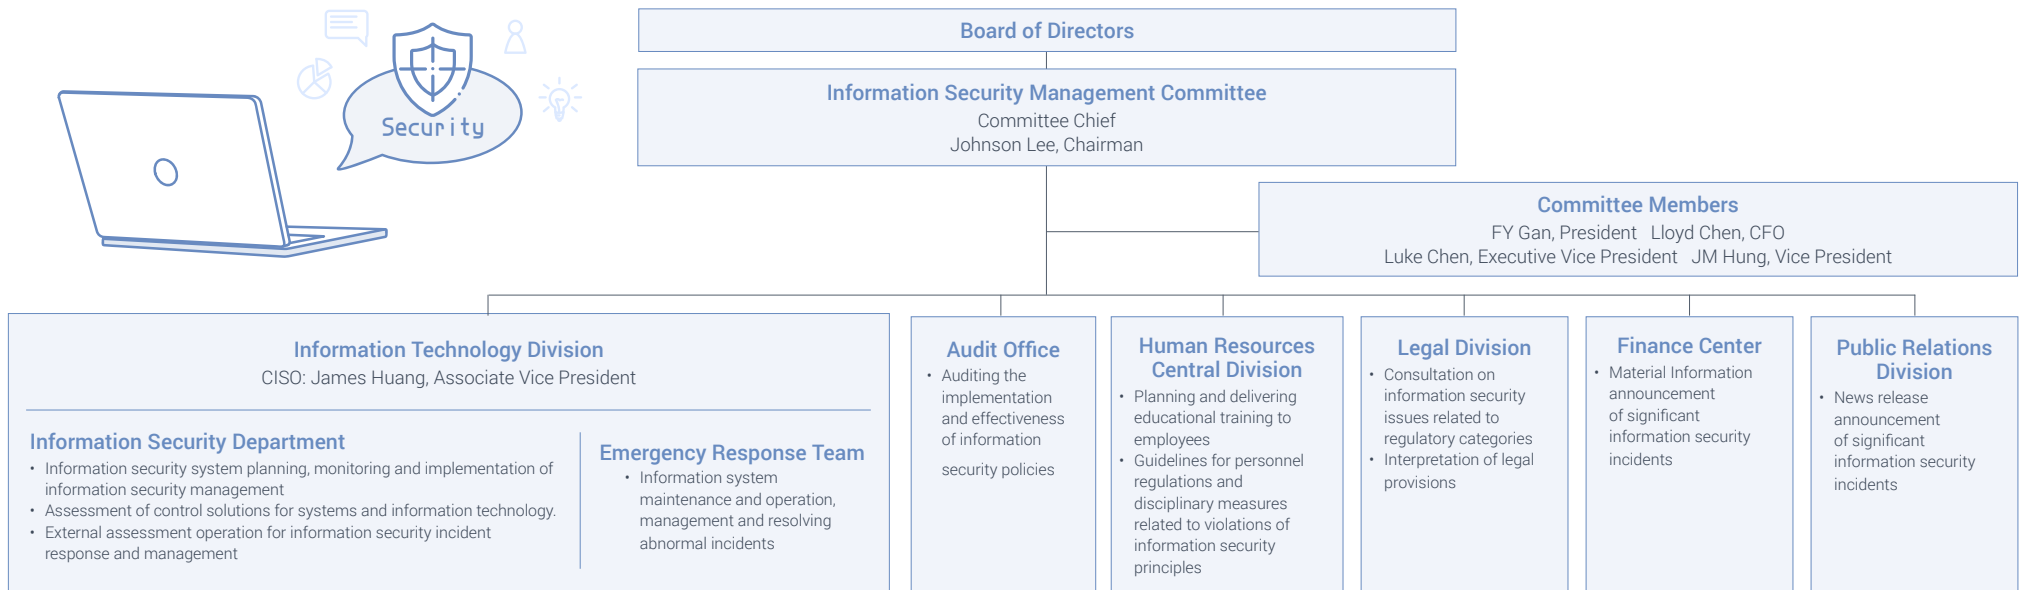 Security
Board of Directors
Information Security Management Committee
Committee Chief
Johnson Lee, Chairman
Committee Members
FY Gan, President   Lloyd Chen, CFO
Luke Chen, Executive Vice President   JM Hung, Vice President
Information Technology Division
CISO: James Huang, Associate Vice President
Information Security Department
• Information security system planning, monitoring and implementation of
information security management
• Assessment of control solutions for systems and information technology.
• External assessment operation for information security incident
response and management
Emergency Response Team
• Information system
maintenance and operation,
management and resolving
abnormal incidents
Audit Office
• Auditing the
implementation
and effectiveness
of information
security policies
Human Resources
Central Division
• Planning and delivering
educational training to
employees
• Guidelines for personnel
regulations and
disciplinary measures
related to violations of
information security
principles
Legal Division
• Consultation on
information security
issues related to
regulatory categories
• Interpretation of legal
provisions
Finance Center
• Material Information
announcement
of significant
information security
incidents
Public Relations
Division
• News release
announcement
of significant
information security
incidents